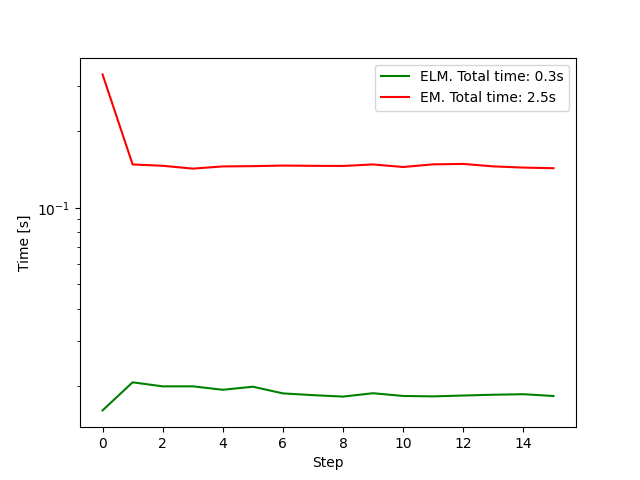 ELM. Total time: 0.3s
EM. Total time: 2.5s
Time [s]
10⁻¹
0 2 4 6 8 10 12 14
Step